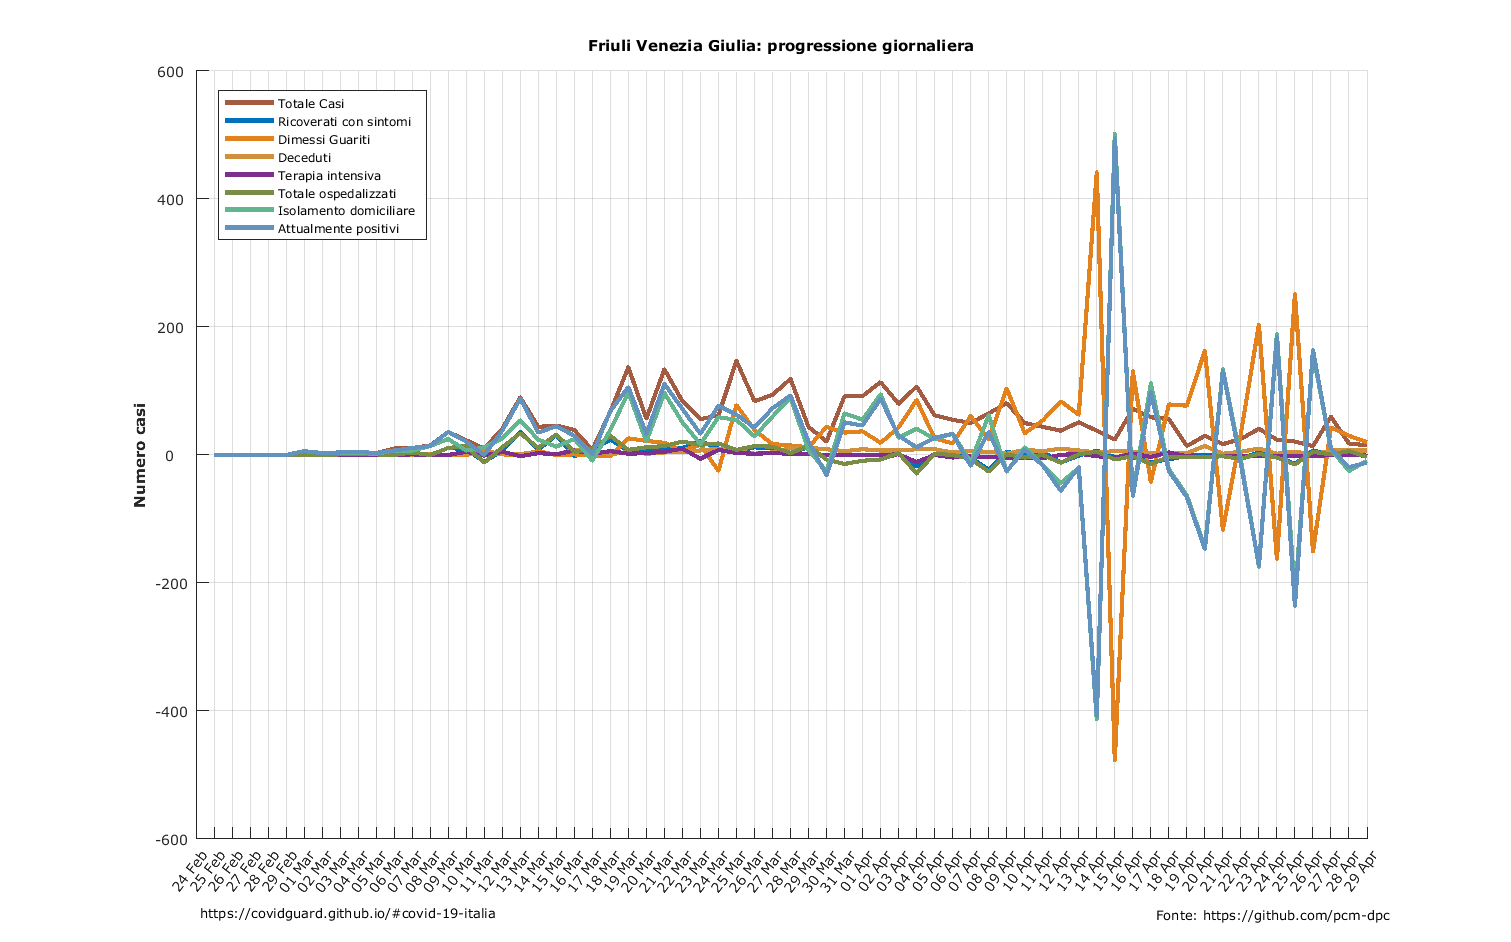 Friuli Venezia Giulia: progressione giornaliera
600
400
200
0
-200
-400
-600
Numero casi
Totale Casi
Ricoverati con sintomi
Dimessi Guariti
Deceduti
Terapia intensiva
Totale ospedalizzati
Isolamento domiciliare
Attualmente positivi
24 Feb
25 Feb
26 Feb
27 Feb
28 Feb
29 Feb
01 Mar
02 Mar
03 Mar
04 Mar
05 Mar
06 Mar
07 Mar
08 Mar
09 Mar
10 Mar
11 Mar
12 Mar
13 Mar
14 Mar
15 Mar
16 Mar
17 Mar
18 Mar
19 Mar
20 Mar
21 Mar
22 Mar
23 Mar
24 Mar
25 Mar
26 Mar
27 Mar
28 Mar
29 Mar
30 Mar
31 Mar
01 Apr
02 Apr
03 Apr
04 Apr
05 Apr
06 Apr
07 Apr
08 Apr
09 Apr
10 Apr
11 Apr
12 Apr
13 Apr
14 Apr
15 Apr
16 Apr
17 Apr
18 Apr
19 Apr
20 Apr
21 Apr
22 Apr
23 Apr
24 Apr
25 Apr
26 Apr
27 Apr
28 Apr
29 Apr
https://covidguard.github.io/#covid-19-italia
Fonte: https://github.com/pcm-dpc